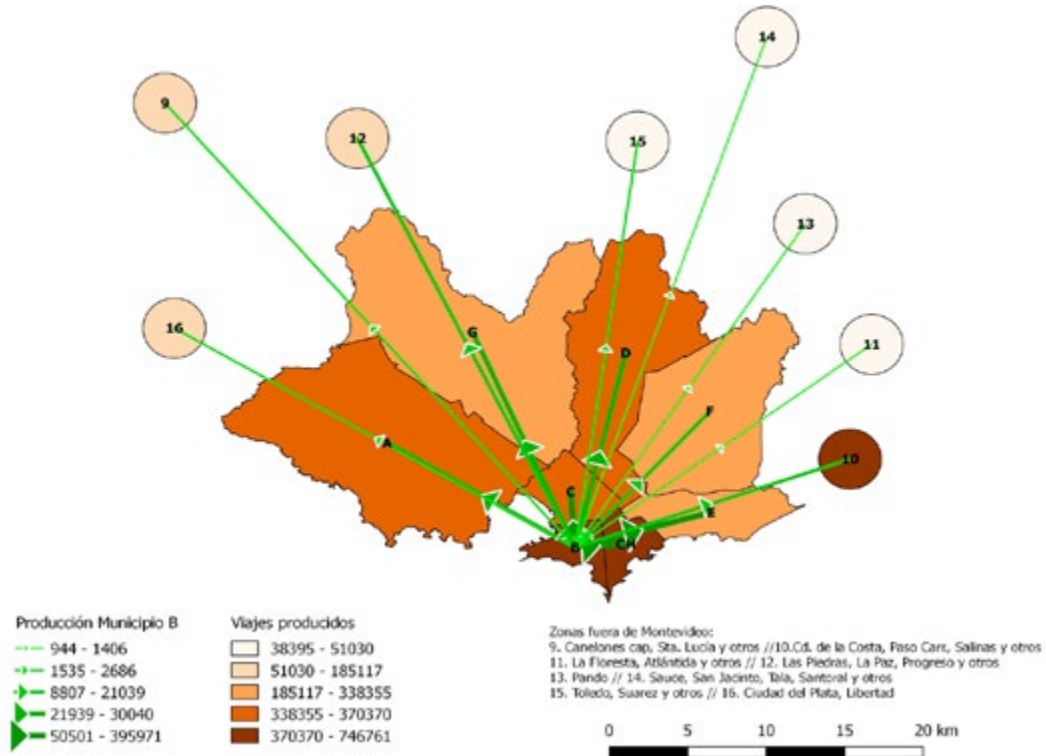 14
9
12
15
13
16
11
G
D
F
A
10
C
E
B
CH
Producción Municipio B
944 - 1406
1535 - 2686
8807 - 21039
21939 - 30040
50501 - 395971
Viajes producidos
38395 - 51030
51030 - 185117
185117 - 338355
338355 - 370370
370370 - 746761
Zonas fuera de Montevideo:
9. Canelones cap, Sta. Lucía y otros //10.Cd. de la Costa, Paso Carr, Salinas y otros
11. La Floresta, Atlántida y otros // 12. Las Piedras, La Paz, Progreso y otros
13. Pando // 14. Sauce, San Jacinto, Tala, Santoral y otros
15. Toledo, Suarez y otros // 16. Ciudad del Plata, Libertad
0 5 10 15 20 km